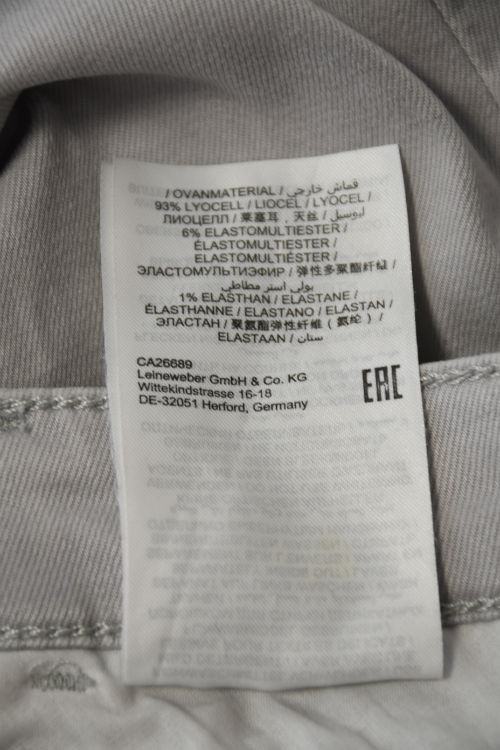 / OVANMATERIAL / قماش خارجي /
93% LYOCELL / LIOCEL / LYOCEL /
ЛИОЦЕЛЛ / 莱塞耳，天丝 / ليوسيل
6% ELASTOMULTIESTER /
ÉLASTOMULTIESTER /
ELASTOMULTIÉSTER /
ЭЛАСТОМУЛЬТИЭФИР / 弹性多聚酯纤维 /
بولي استر مطاطي
1% ELASTHAN / ELASTANE /
ÉLASTHANNE / ELASTANO / ELASTAN /
ЭЛАСТАН / 聚氨酯弹性纤维（氨纶）/
ELASTAAN / ستان
CA26689
Leineweber GmbH & Co. KG
Wittekindstrasse 16-18
DE-32051 Herford, Germany
EAC